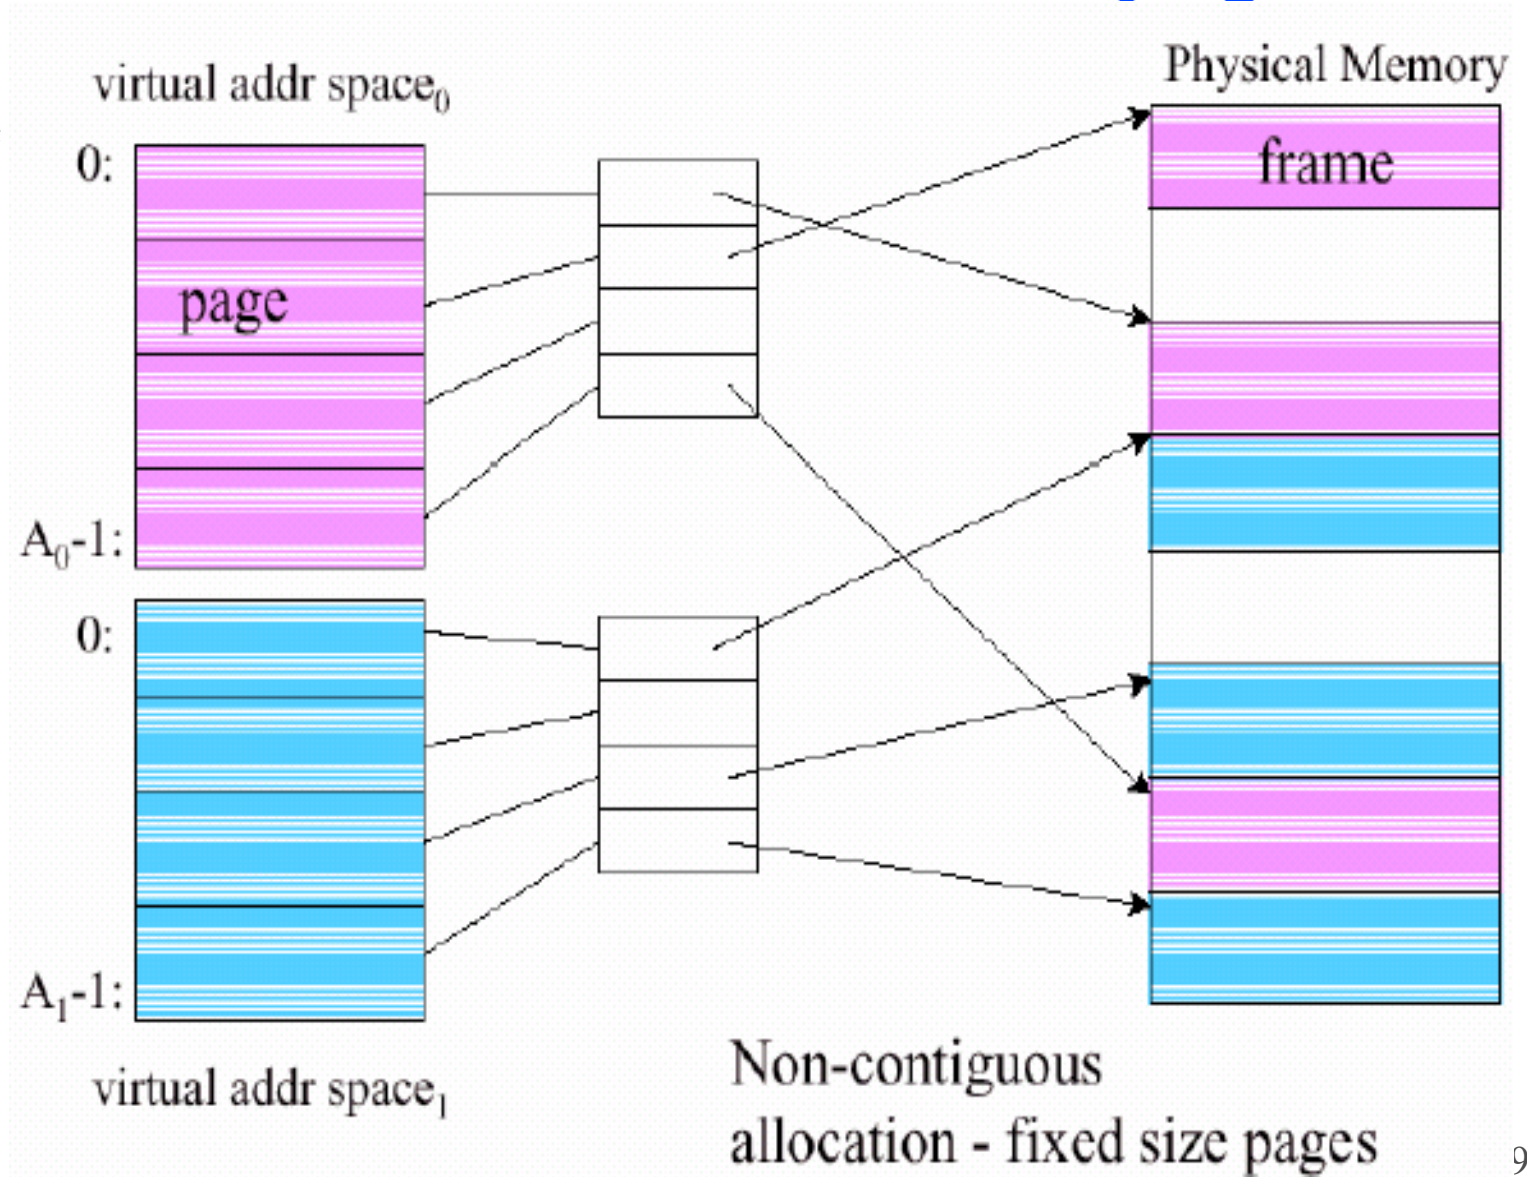 virtual addr space₀
Physical Memory
0:
frame
page
A₀-1:
0:
A₁-1:
virtual addr space₁
Non-contiguous
allocation - fixed size pages
9